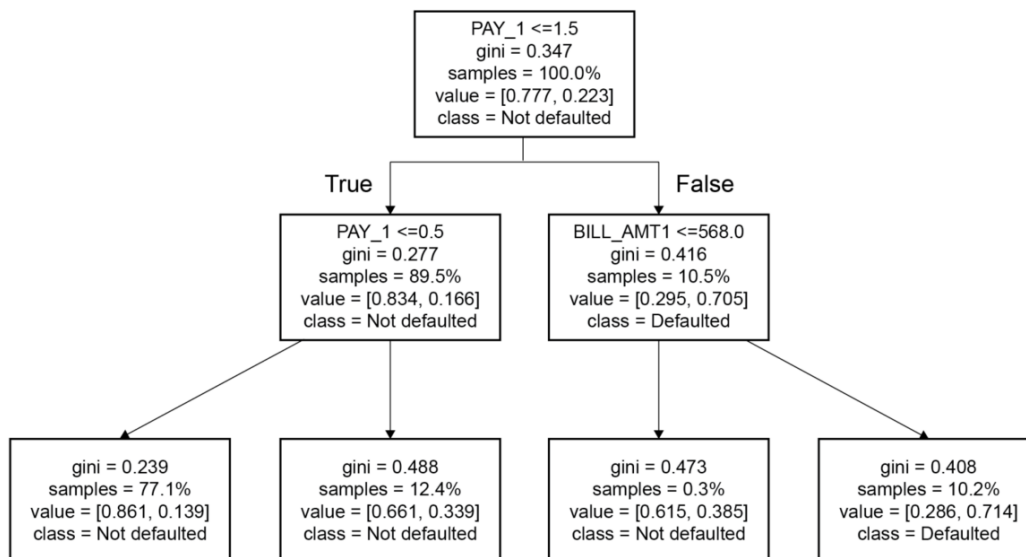 PAY_1 <=1.5
gini = 0.347
samples = 100.0%
value = [0.777, 0.223]
class = Not defaulted
True
False
PAY_1 <=0.5
gini = 0.277
samples = 89.5%
value = [0.834, 0.166]
class = Not defaulted
BILL_AMT1 <=568.0
gini = 0.416
samples = 10.5%
value = [0.295, 0.705]
class = Defaulted
gini = 0.239
samples = 77.1%
value = [0.861, 0.139]
class = Not defaulted
gini = 0.488
samples = 12.4%
value = [0.661, 0.339]
class = Not defaulted
gini = 0.473
samples = 0.3%
value = [0.615, 0.385]
class = Not defaulted
gini = 0.408
samples = 10.2%
value = [0.286, 0.714]
class = Defaulted